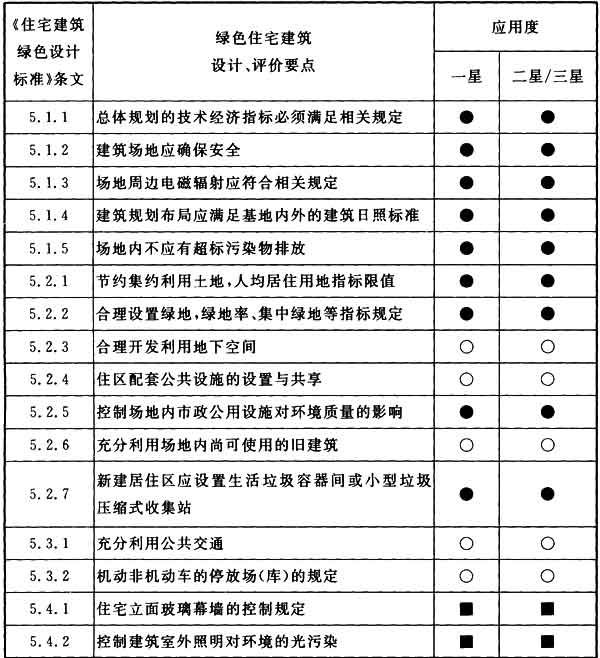 《住宅建筑
绿色设计
标准》条文
绿色住宅建筑
设计、评价要点
应用度
一星 二星/三星
5.1.1 总体规划的技术经济指标必须满足相关规定 ● ●
5.1.2 建筑场地应确保安全 ● ●
5.1.3 场地周边电磁辐射应符合相关规定 ● ●
5.1.4 建筑规划布局应满足基地内外的建筑日照标准 ● ●
5.1.5 场地内不应有超标污染物排放 ● ●
5.2.1 节约集约利用土地,人均居住用地指标限值 ● ●
5.2.2 合理设置绿地,绿地率、集中绿地等指标规定 ● ●
5.2.3 合理开发利用地下空间 ○ ○
5.2.4 住区配套公共设施的设置与共享 ○ ○
5.2.5 控制场地内市政公用设施对环境质量的影响 ● ●
5.2.6 充分利用场地内尚可使用的旧建筑 ○ ○
5.2.7 新建居住区应设置生活垃圾容器间或小型垃圾
压缩式收集站 ● ●
5.3.1 充分利用公共交通 ○ ○
5.3.2 机动非机动车的停放场(库)的规定 ○ ○
5.4.1 住宅立面玻璃幕墙的控制规定 ■ ■
5.4.2 控制建筑室外照明对环境的光污染 ■ ■